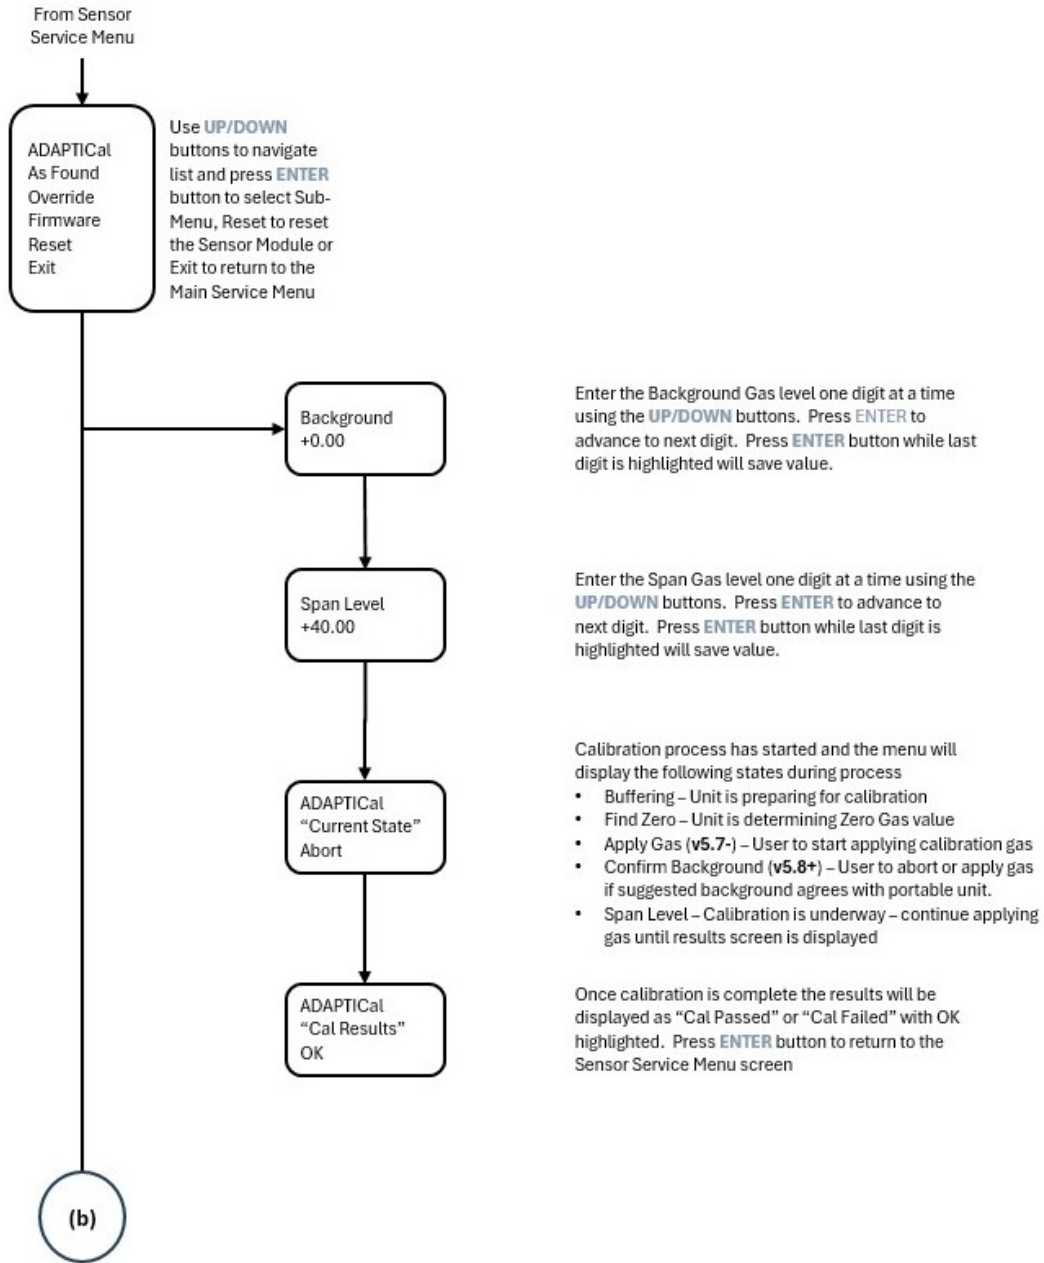 From Sensor
Service Menu
ADAPTICal
As Found
Override
Firmware
Reset
Exit
Use UP/DOWN
buttons to navigate
list and press ENTER
button to select Sub-
Menu, Reset to reset
the Sensor Module or
Exit to return to the
Main Service Menu
Background
+0.00
Enter the Background Gas level one digit at a time
using the UP/DOWN buttons.  Press ENTER to
advance to next digit.  Press ENTER button while last
digit is highlighted will save value.
Span Level
+40.00
Enter the Span Gas level one digit at a time using the
UP/DOWN buttons.  Press ENTER to advance to
next digit.  Press ENTER button while last digit is
highlighted will save value.
ADAPTICal
“Current State”
Abort
Calibration process has started and the menu will
display the following states during process
• Buffering – Unit is preparing for calibration
• Find Zero – Unit is determining Zero Gas value
• Apply Gas (v5.7-) – User to start applying calibration gas
• Confirm Background (v5.8+) – User to abort or apply gas
if suggested background agrees with portable unit.
• Span Level – Calibration is underway – continue applying
gas until results screen is displayed
ADAPTICal
“Cal Results”
OK
Once calibration is complete the results will be
displayed as “Cal Passed” or “Cal Failed” with OK
highlighted.  Press ENTER button to return to the
Sensor Service Menu screen
(b)